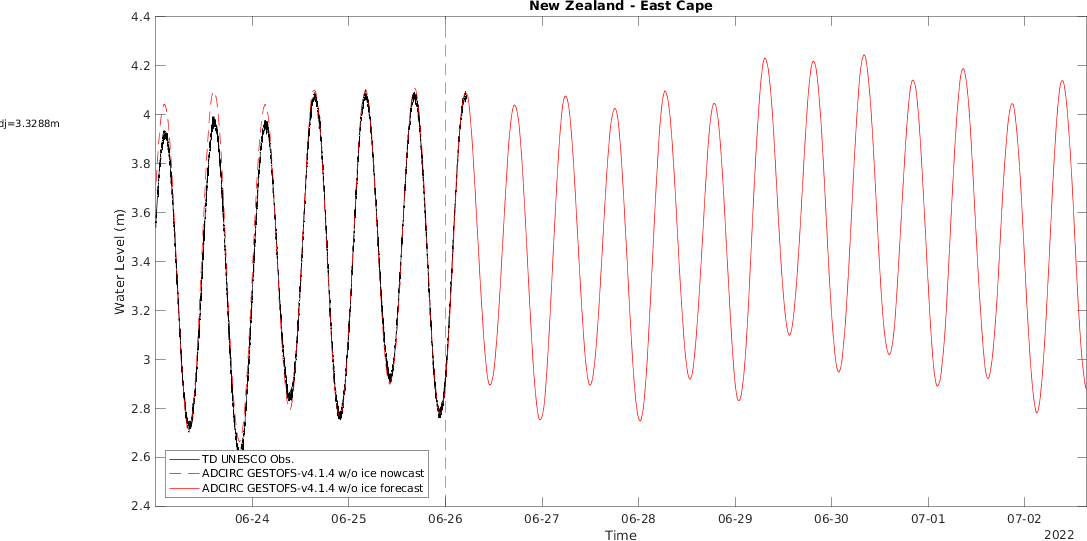 New Zealand - East Cape
dj=3.3288m
Water Level (m)
4.4
4.2
4
3.8
3.6
3.4
3.2
3
2.8
2.6
2.4
TD UNESCO Obs.
ADCIRC GESTOFS-v4.1.4 w/o ice nowcast
ADCIRC GESTOFS-v4.1.4 w/o ice forecast
06-24 06-25 06-26 06-27 06-28 06-29 06-30 07-01 07-02
Time
2022